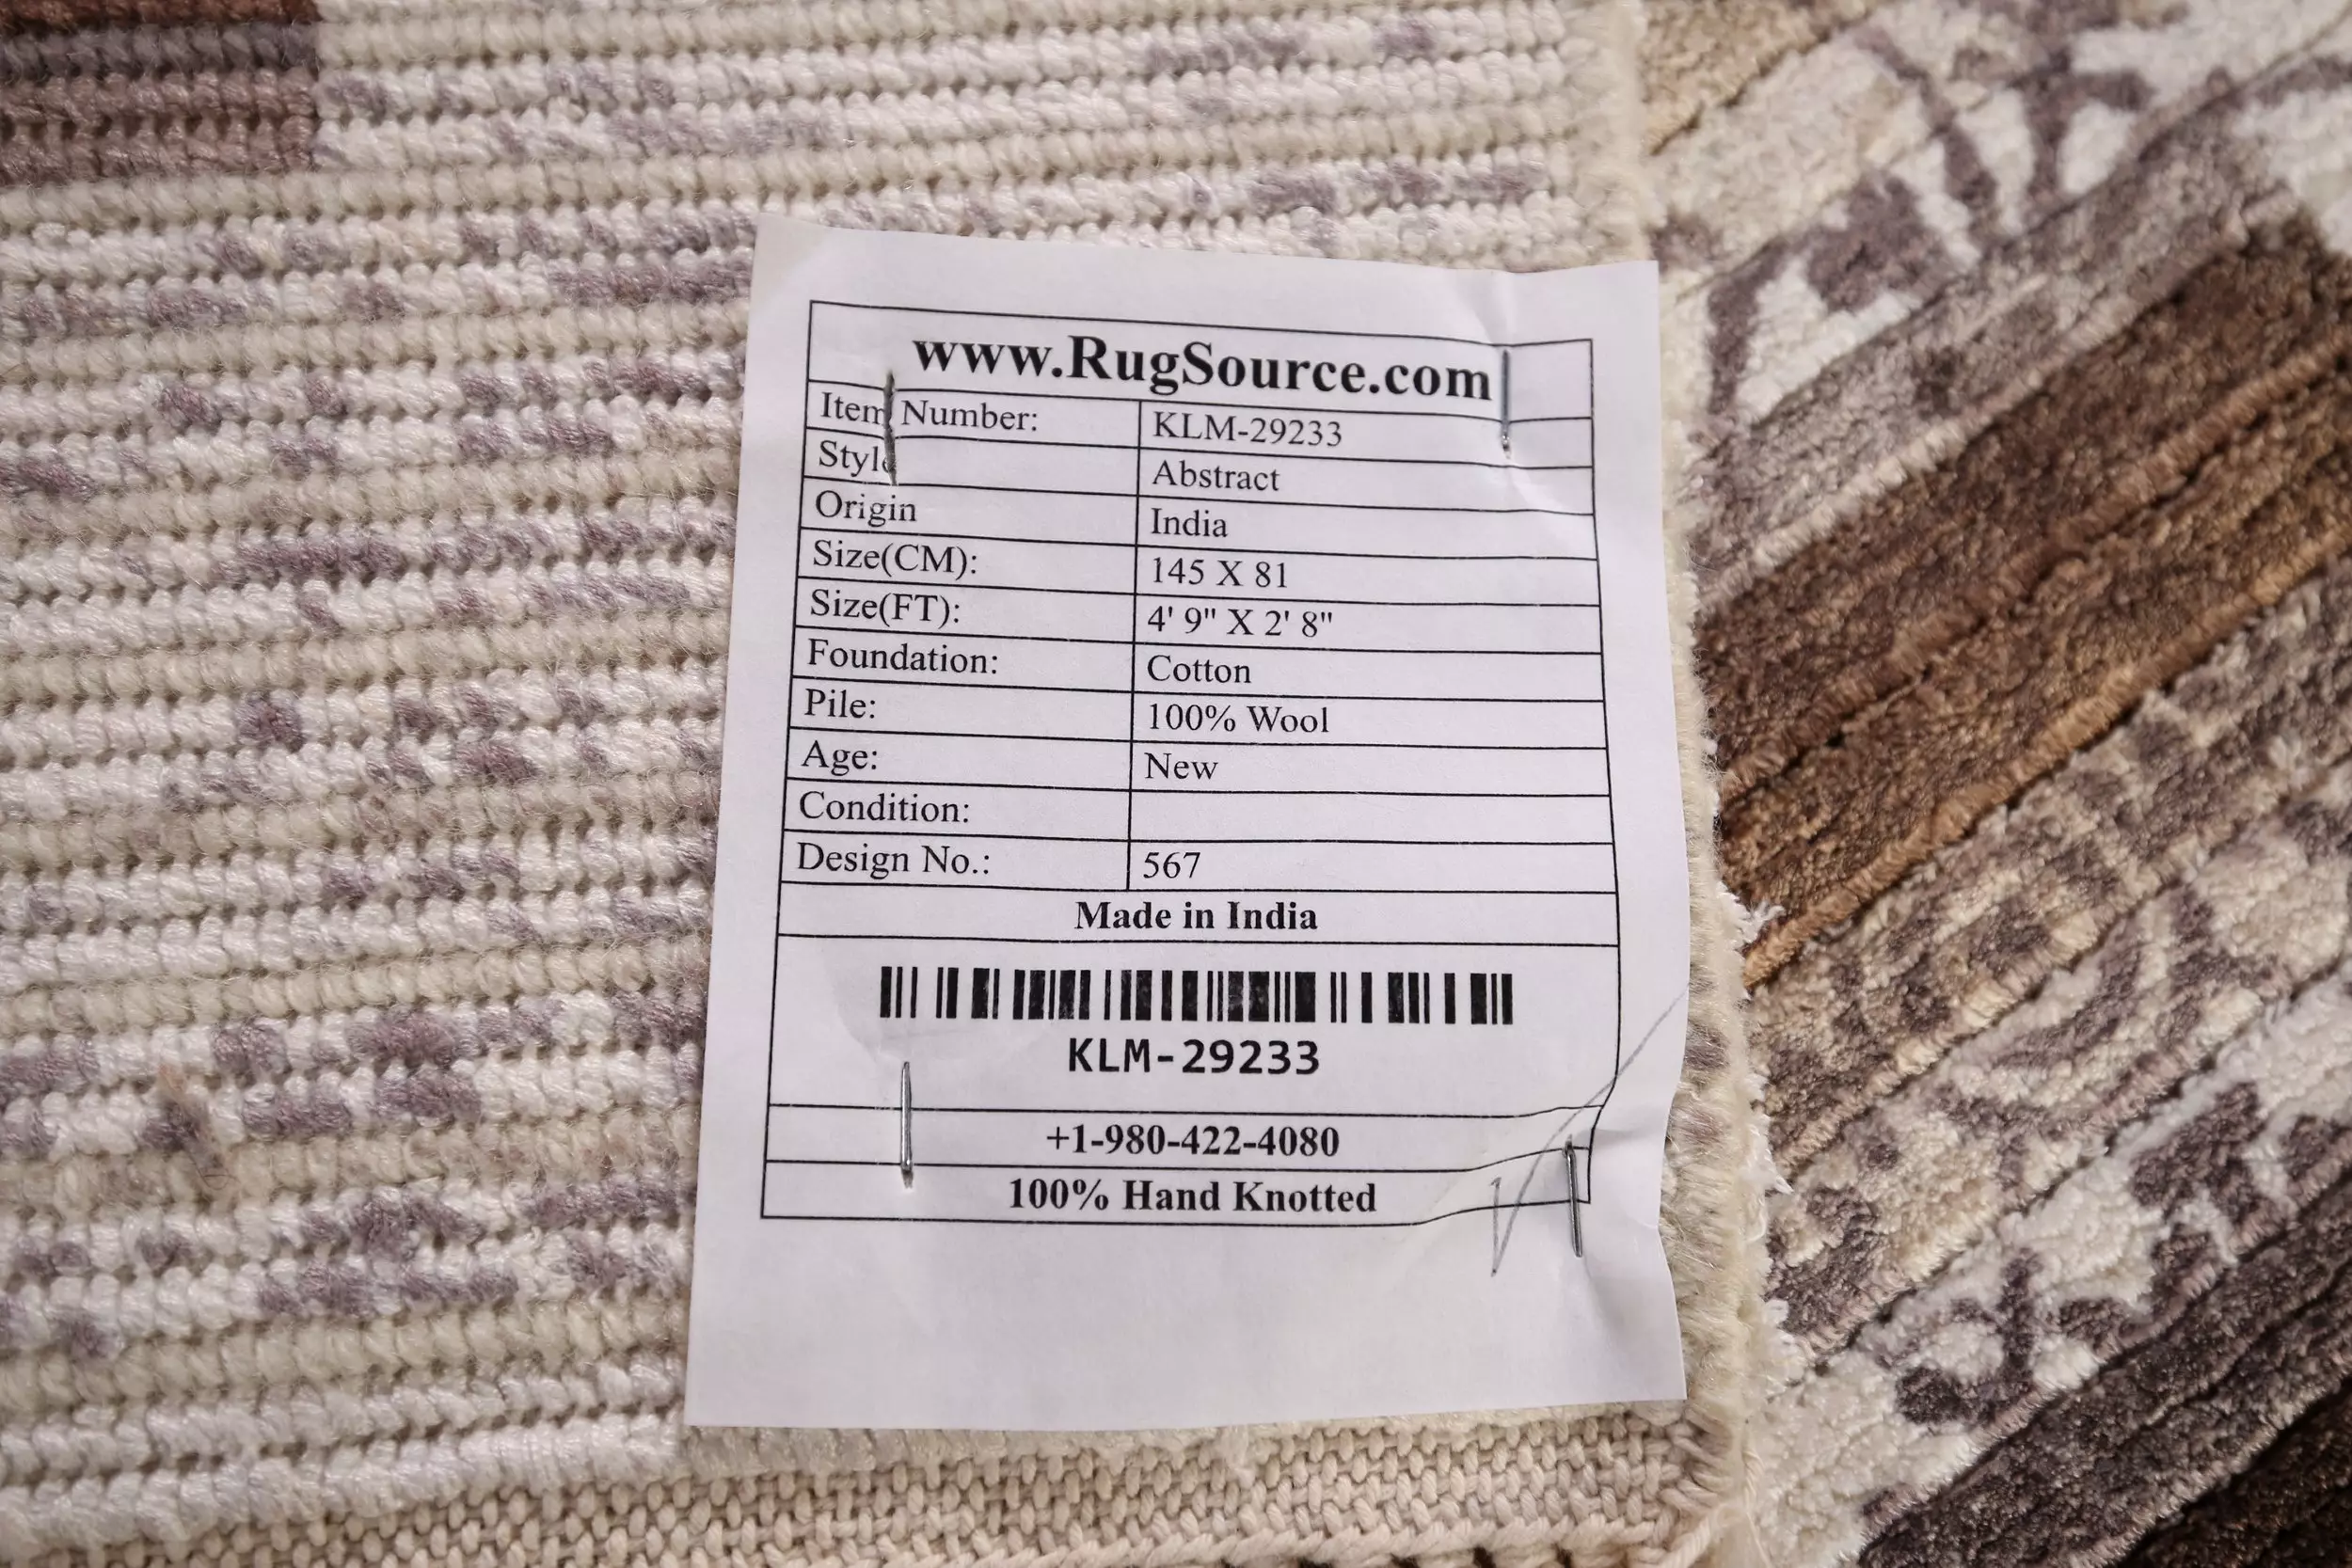 www.RugSource.com
Item Number: KLM-29233
Style Abstract
Origin India
Size(CM): 145 X 81
Size(FT): 4' 9" X 2' 8"
Foundation: Cotton
Pile: 100% Wool
Age: New
Condition:
Design No.: 567
Made in India
KLM-29233
+1-980-422-4080
100% Hand Knotted